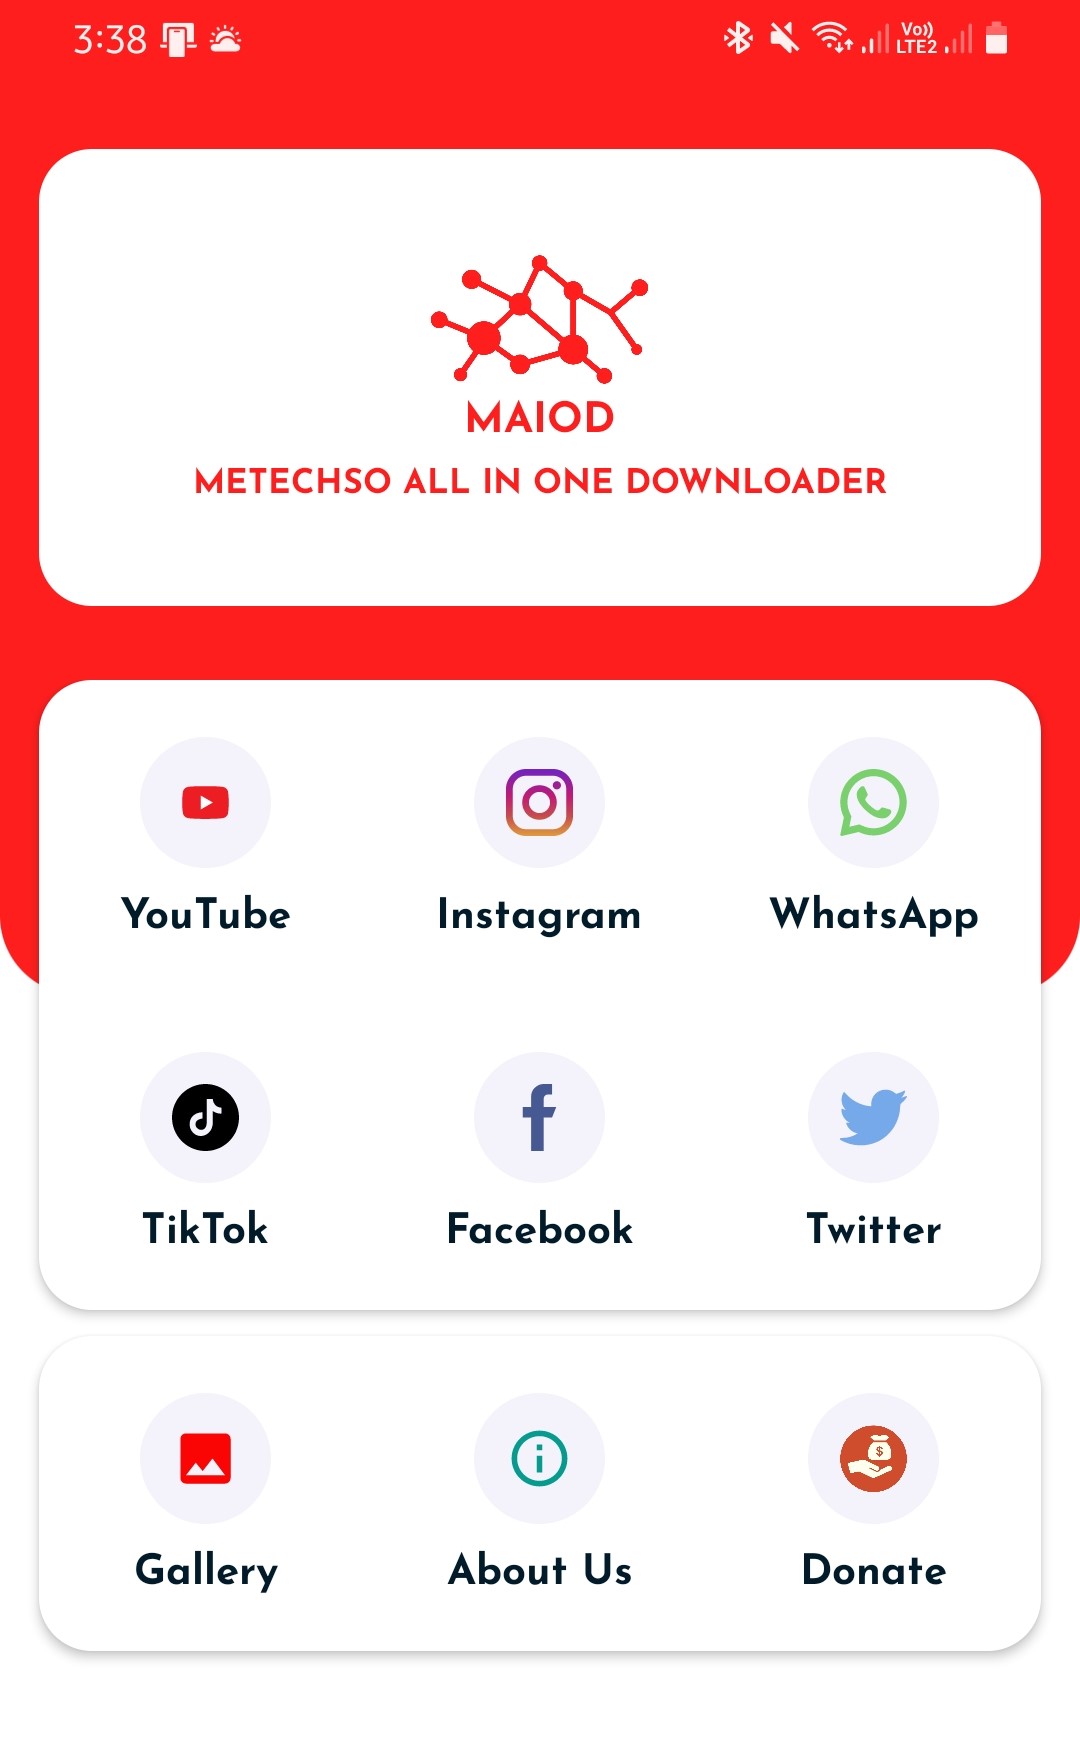 3:38
Vo))
LTE2
MAIOD
METECHSO ALL IN ONE DOWNLOADER
YouTube Instagram WhatsApp
TikTok Facebook Twitter
$
Gallery About Us Donate